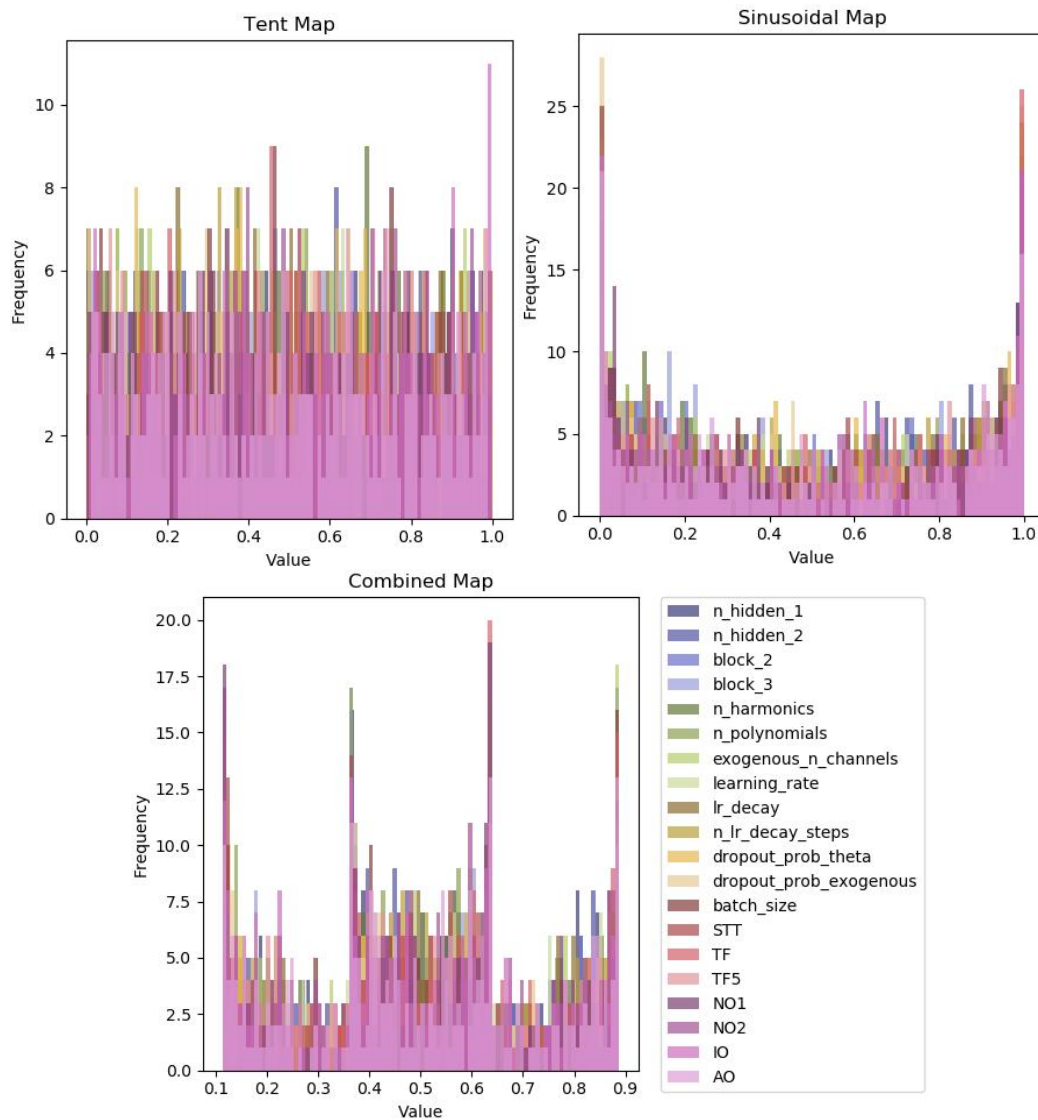 Tent Map
10
8
6
4
2
0
Frequency
0.0 0.2 0.4 0.6 0.8 1.0
Value
Sinusoidal Map
25
20
15
10
5
0
Frequency
0.0 0.2 0.4 0.6 0.8 1.0
Value
Combined Map
20.0
17.5
15.0
12.5
10.0
7.5
5.0
2.5
0.0
Frequency
0.1 0.2 0.3 0.4 0.5 0.6 0.7 0.8 0.9
Value
n_hidden_1
n_hidden_2
block_2
block_3
n_harmonics
n_polynomials
exogenous_n_channels
learning_rate
lr_decay
n_lr_decay_steps
dropout_prob_theta
dropout_prob_exogenous
batch_size
STT
TF
TF5
NO1
NO2
IO
AO